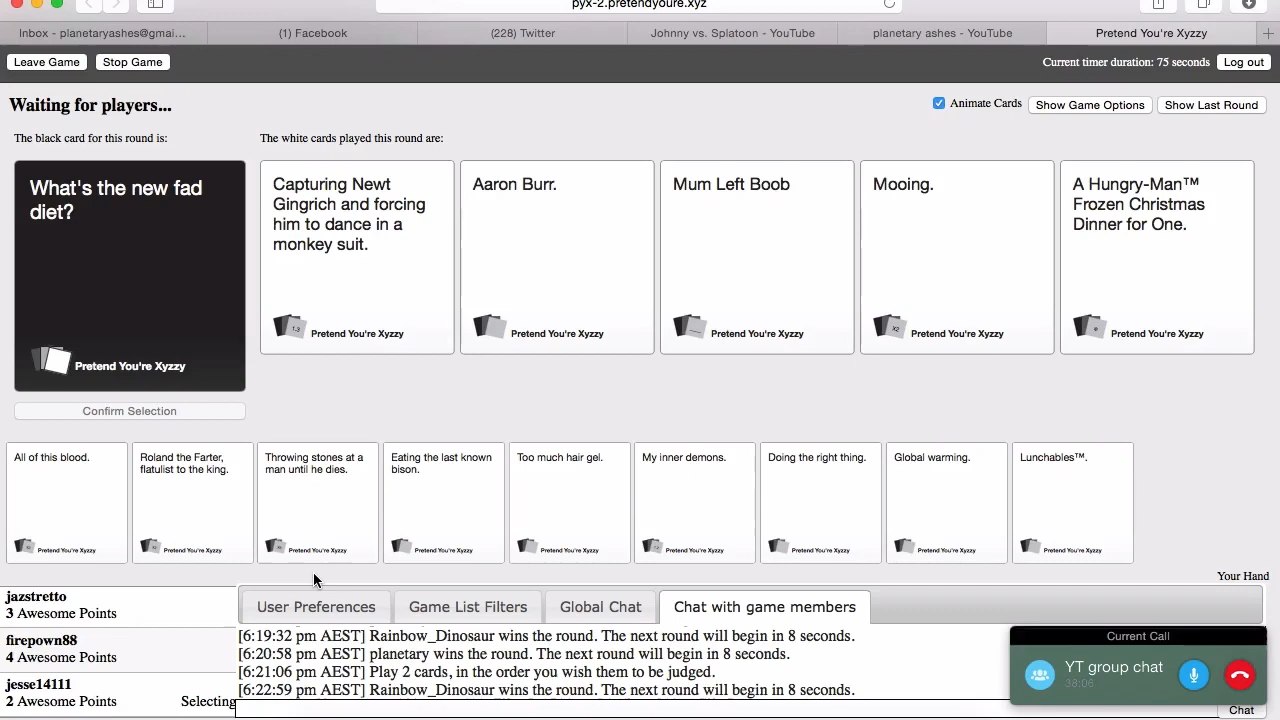 pyx-2.pretendyoure.xyz
Inbox - planetaryashes@gmai...
(1) Facebook
(228) Twitter
Johnny vs. Splatoon - YouTube
planetary ashes - YouTube
Pretend You're Xyzzy
Leave Game
Stop Game
Current timer duration: 75 seconds
Log out
Waiting for players...
Animate Cards
Show Game Options
Show Last Round
The black card for this round is:
The white cards played this round are:
What's the new fad
diet?
Pretend You're Xyzzy
Confirm Selection
Capturing Newt
Gingrich and forcing
him to dance in a
monkey suit.
1.3
Pretend You're Xyzzy
Aaron Burr.
Pretend You're Xyzzy
Mum Left Boob
Pretend You're Xyzzy
Mooing.
X2
Pretend You're Xyzzy
A Hungry-Man™
Frozen Christmas
Dinner for One.
Pretend You're Xyzzy
All of this blood.
Pretend You're Xyzzy
Roland the Farter,
flatulist to the king.
Pretend You're Xyzzy
Throwing stones at a
man until he dies.
Pretend You're Xyzzy
Eating the last known
bison.
Pretend You're Xyzzy
Too much hair gel.
Pretend You're Xyzzy
My inner demons.
Pretend You're Xyzzy
Doing the right thing.
Pretend You're Xyzzy
Global warming.
Pretend You're Xyzzy
Lunchables™.
Pretend You're Xyzzy
Your Hand
jazstretto
3 Awesome Points
firepown88
4 Awesome Points
jesse14111
2 Awesome Points
Selecting
User Preferences
Game List Filters
Global Chat
Chat with game members
[6:19:32 pm AEST] Rainbow_Dinosaur wins the round. The next round will begin in 8 seconds.
[6:20:58 pm AEST] planetary wins the round. The next round will begin in 8 seconds.
[6:21:06 pm AEST] Play 2 cards, in the order you wish them to be judged.
[6:22:59 pm AEST] Rainbow_Dinosaur wins the round. The next round will begin in 8 seconds.
Current Call
YT group chat
38:06
Chat